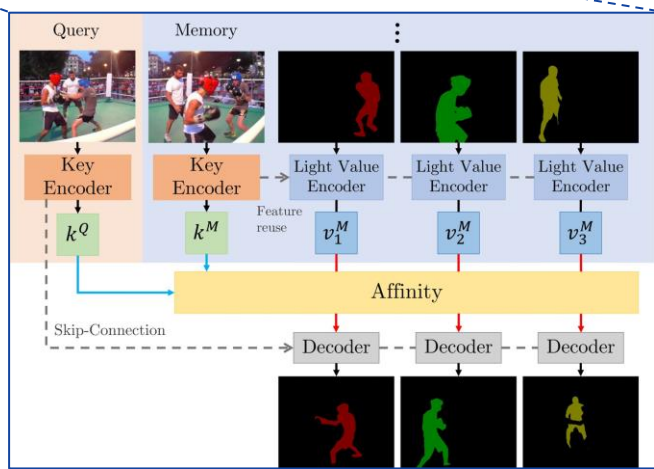 Query
Memory
⋮
Key
Encoder
Key
Encoder
Light Value
Encoder
Light Value
Encoder
Light Value
Encoder
Feature
reuse
k^Q
k^M
v_1^M
v_2^M
v_3^M
Affinity
Skip-Connection
Decoder
Decoder
Decoder